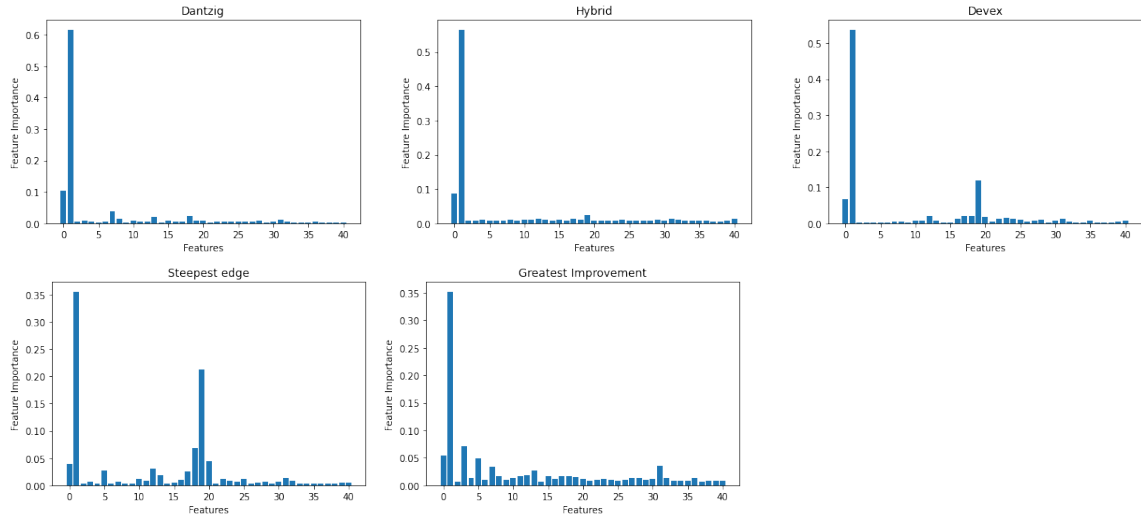 Dantzig
Feature Importance
0.6
0.5
0.4
0.3
0.2
0.1
0.0
0 5 10 15 20 25 30 35 40
Features
Hybrid
Feature Importance
0.5
0.4
0.3
0.2
0.1
0.0
0 5 10 15 20 25 30 35 40
Features
Devex
Feature Importance
0.5
0.4
0.3
0.2
0.1
0.0
0 5 10 15 20 25 30 35 40
Features
Steepest edge
Feature Importance
0.35
0.30
0.25
0.20
0.15
0.10
0.05
0.00
0 5 10 15 20 25 30 35 40
Features
Greatest Improvement
Feature Importance
0.35
0.30
0.25
0.20
0.15
0.10
0.05
0.00
0 5 10 15 20 25 30 35 40
Features